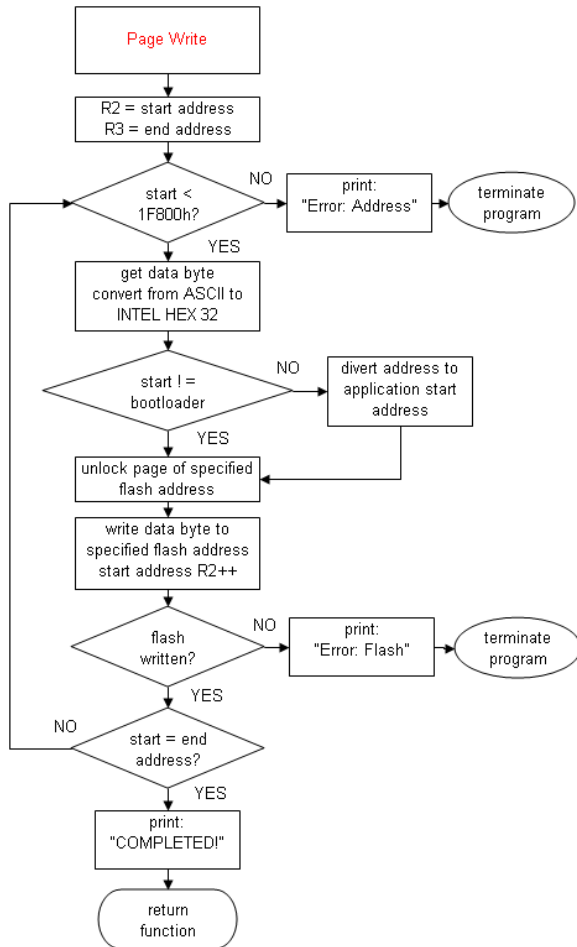 Page Write
R2 = start address
R3 = end address
start <
1F800h?
NO
print:
"Error: Address"
terminate
program
YES
get data byte
convert from ASCII to
INTEL HEX 32
start ! =
bootloader
NO
divert address to
application start
address
YES
unlock page of specified
flash address
write data byte to
specified flash address
start address R2++
flash
written?
NO
print:
"Error: Flash"
terminate
program
YES
NO
start = end
address?
YES
print:
"COMPLETED!"
return
function